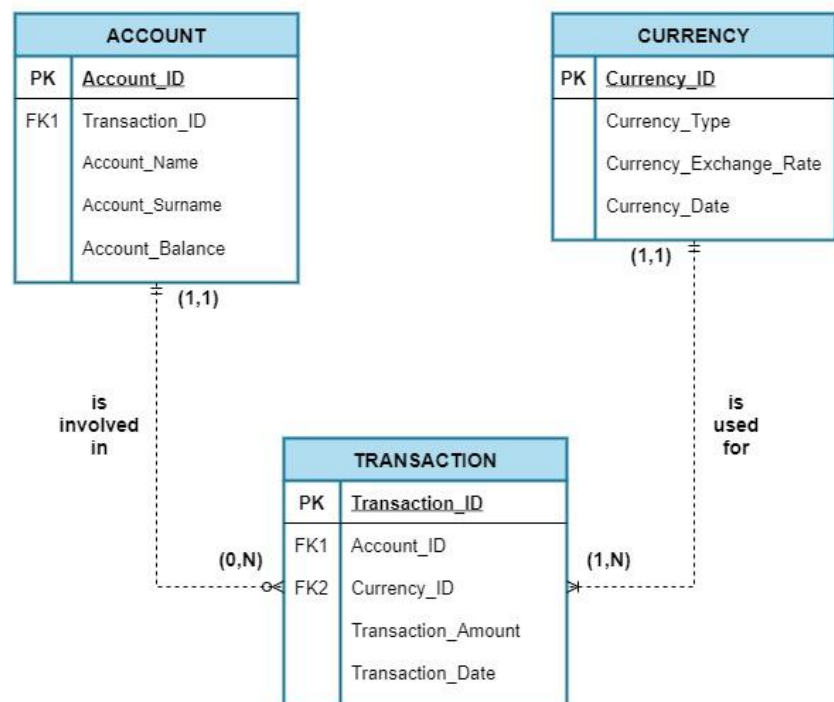 ACCOUNT
PK Account_ID
FK1 Transaction_ID
Account_Name
Account_Surname
Account_Balance
(1,1)
CURRENCY
PK Currency_ID
Currency_Type
Currency_Exchange_Rate
Currency_Date
(1,1)
is
involved
in
is
used
for
TRANSACTION
PK Transaction_ID
FK1 Account_ID
FK2 Currency_ID
Transaction_Amount
Transaction_Date
(0,N)
(1,N)